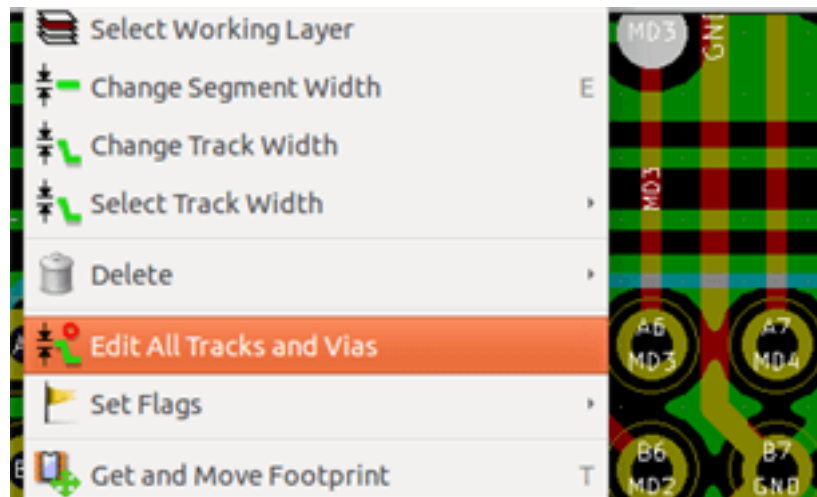 Select Working Layer
Change Segment Width E
Change Track Width
Select Track Width
Delete
Edit All Tracks and Vias
Set Flags
Get and Move Footprint T
MD3
GND
MD3
A6
MD3
A7
MD4
B6
MD2
B7
GND